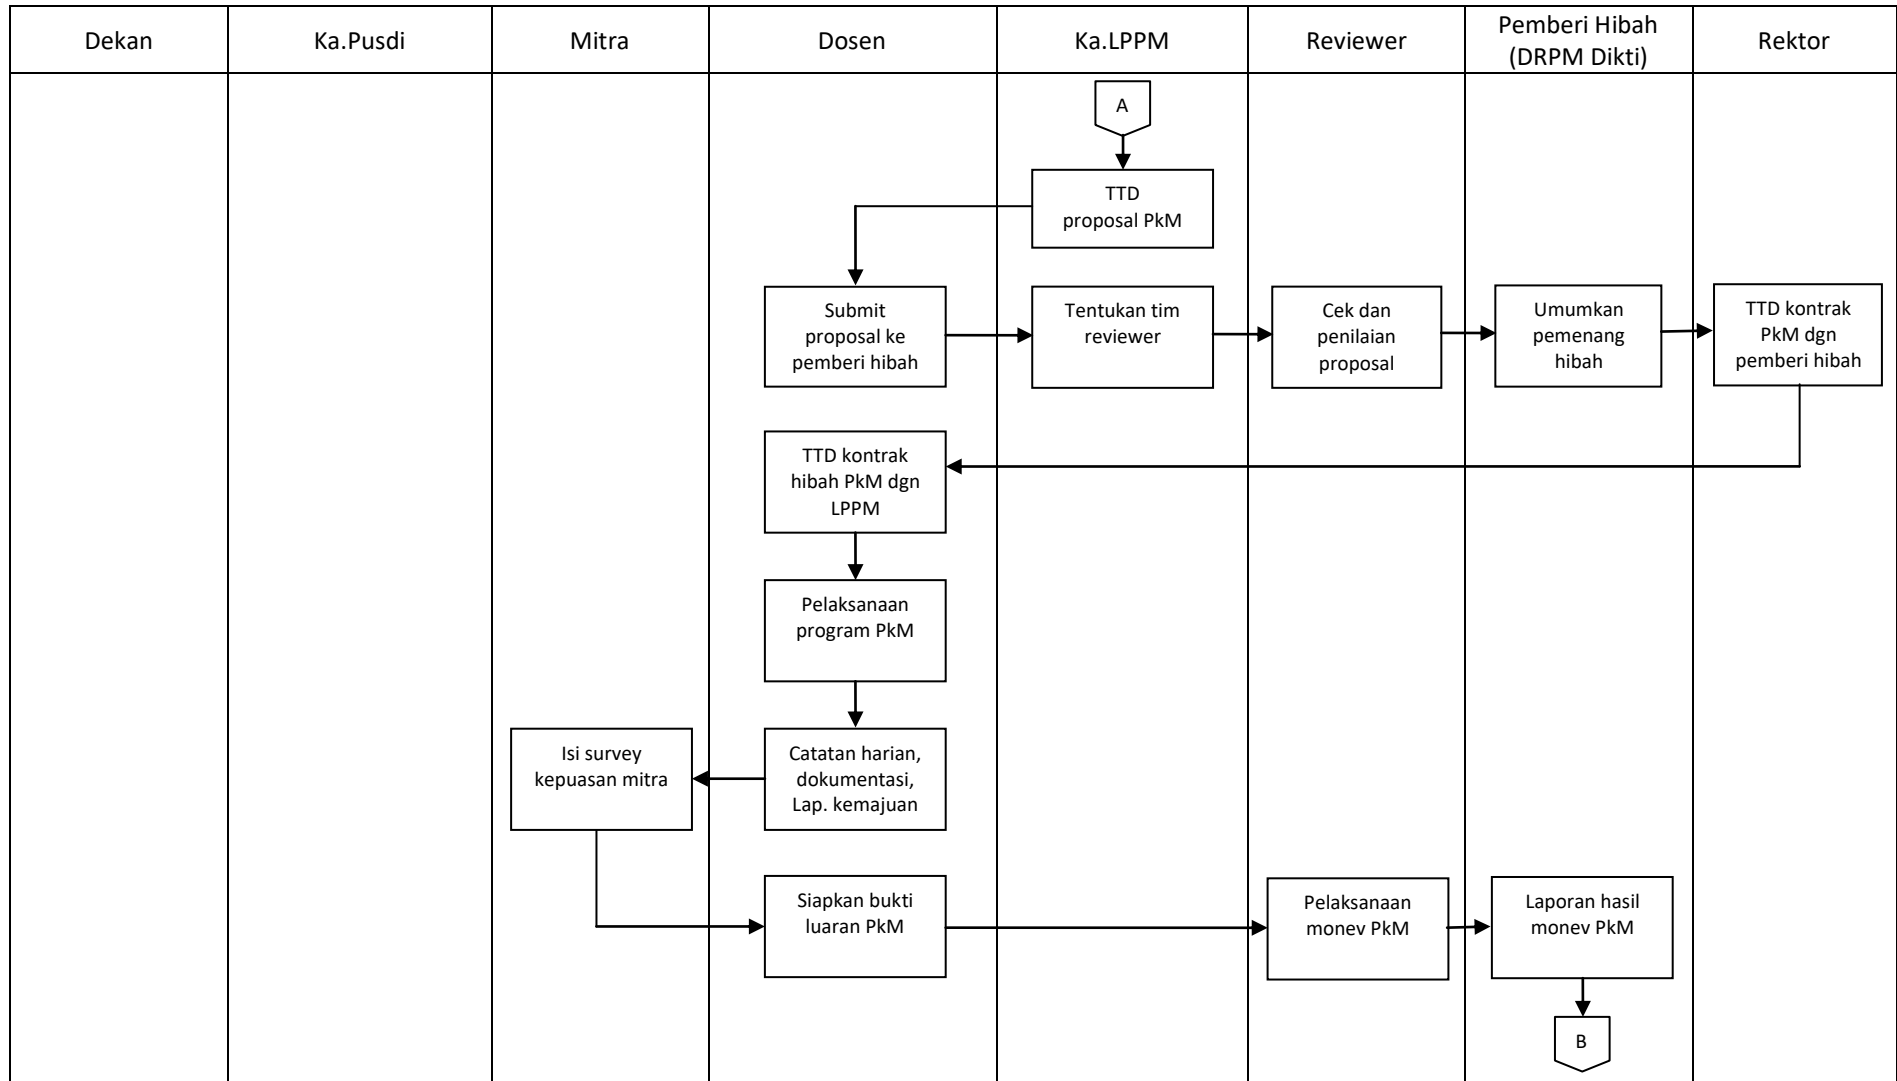 Dekan
Ka.Pusdi
Mitra
Dosen
Ka.LPPM
Reviewer
Pemberi Hibah
(DRPM Dikti)
Rektor
A
TTD
proposal PkM
Submit
proposal ke
pemberi hibah
Tentukan tim
reviewer
Cek dan
penilaian
proposal
Umumkan
pemenang
hibah
TTD kontrak
PkM dgn
pemberi hibah
TTD kontrak
hibah PkM dgn
LPPM
Pelaksanaan
program PkM
Isi survey
kepuasan mitra
Catatan harian,
dokumentasi,
Lap. kemajuan
Siapkan bukti
luaran PkM
Pelaksanaan
monev PkM
Laporan hasil
monev PkM
B